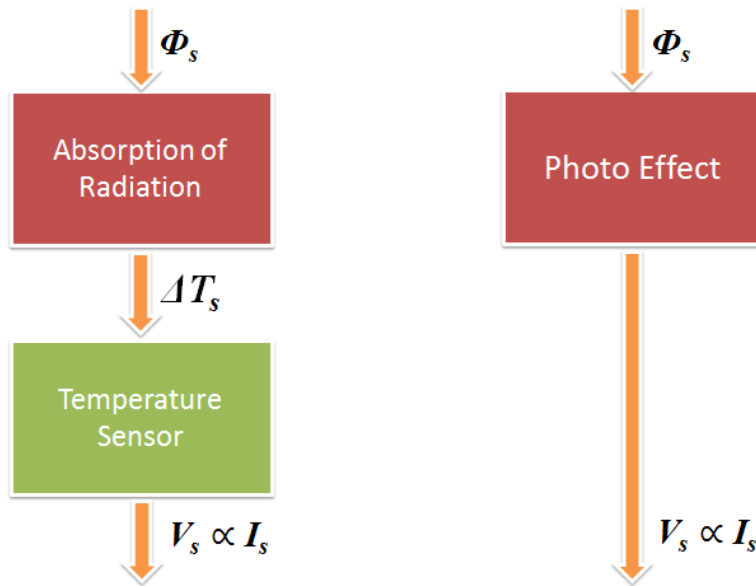 Φs
Absorption of
Radiation
ΔTs
Temperature
Sensor
Vs ∝ Is
Φs
Photo Effect
Vs ∝ Is